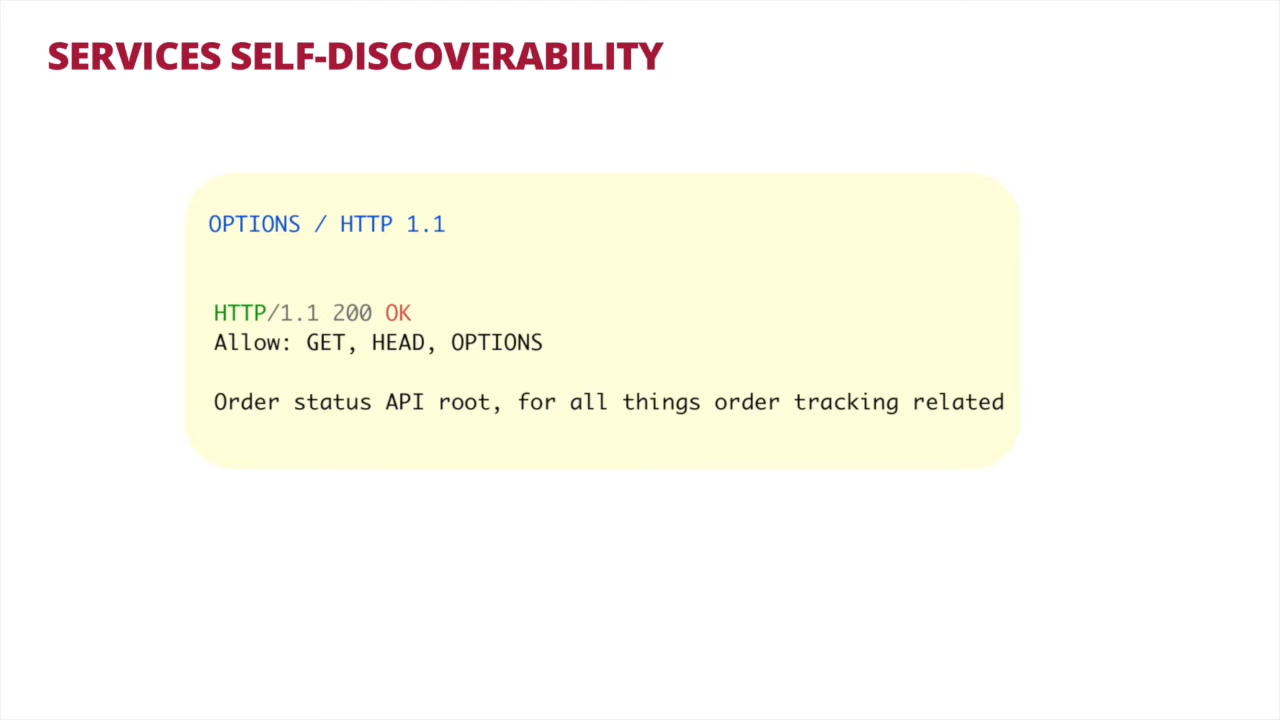 SERVICES SELF-DISCOVERABILITY
OPTIONS / HTTP 1.1
HTTP/1.1 200 OK
Allow: GET, HEAD, OPTIONS
Order status API root, for all things order tracking related